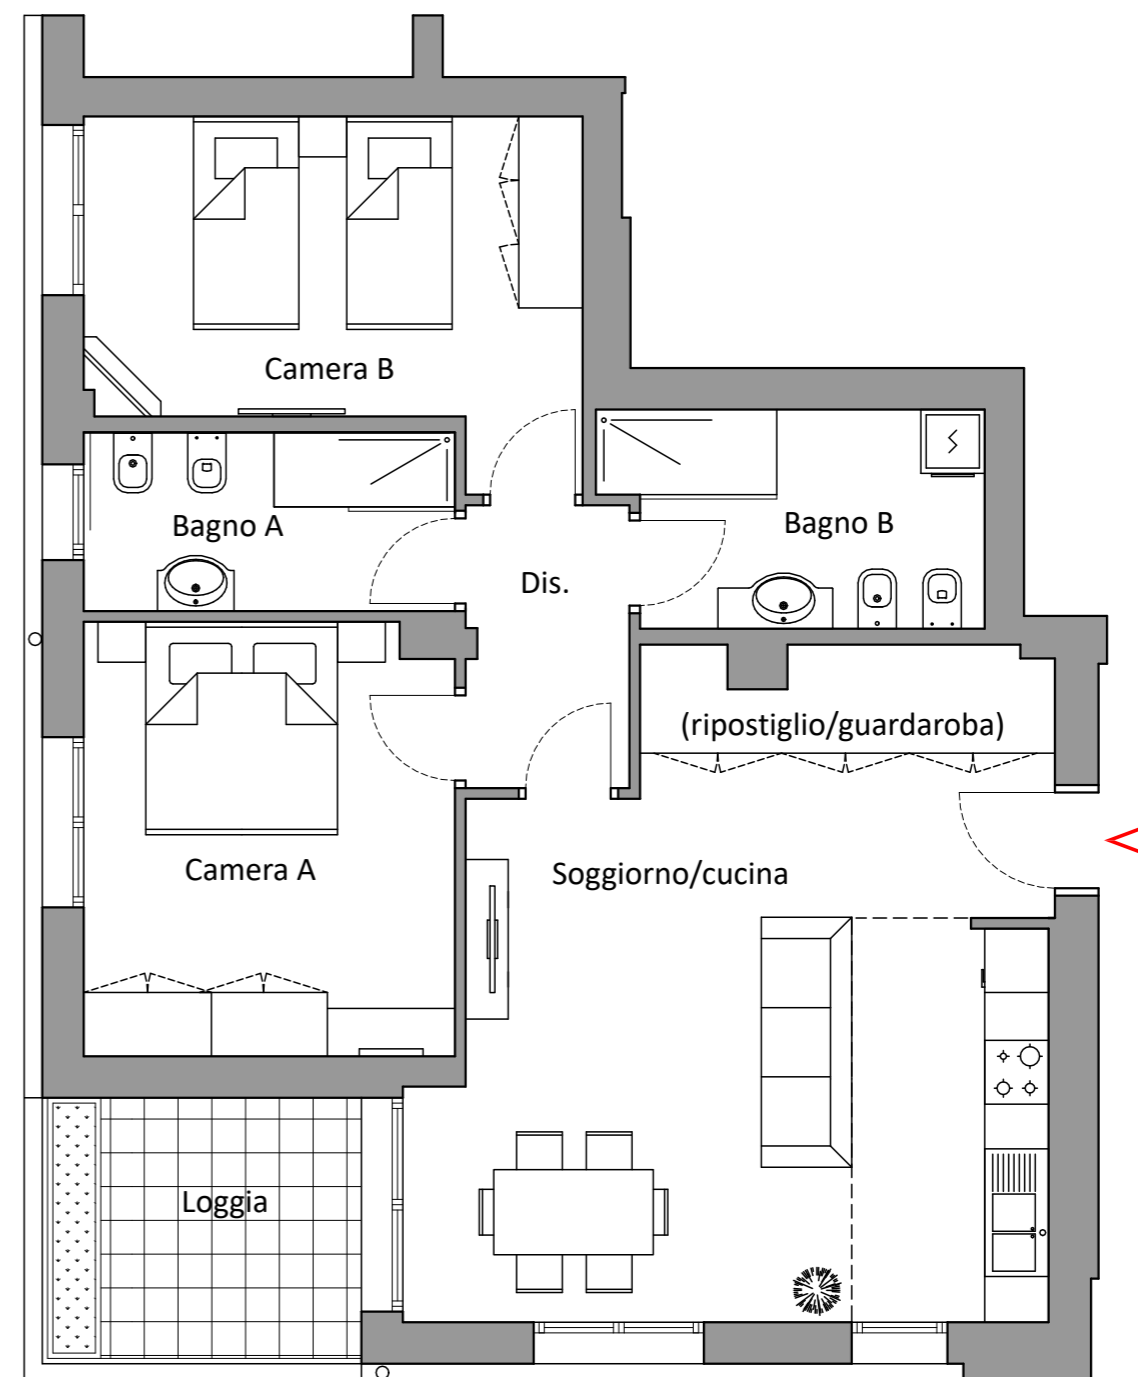 Camera B
Bagno A
Bagno B
Dis.
(ripostiglio/guardaroba)
Camera A
Soggiorno/cucina
Loggia